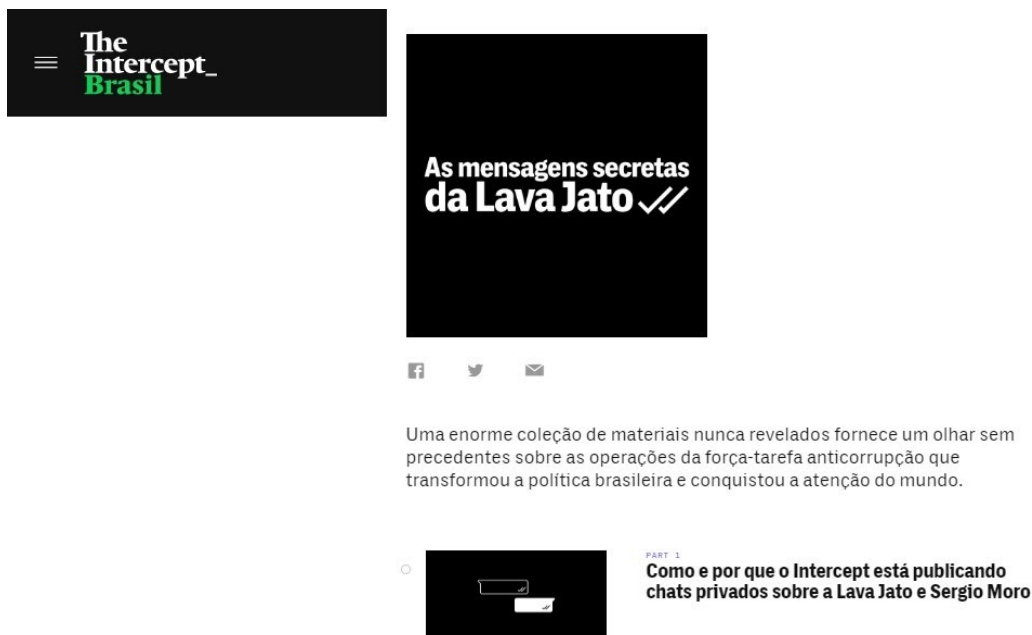 The
Intercept_
Brasil
As mensagens secretas
da Lava Jato
Uma enorme coleção de materiais nunca revelados fornece um olhar sem
precedentes sobre as operações da força-tarefa anticorrupção que
transformou a política brasileira e conquistou a atenção do mundo.
PART 1
Como e por que o Intercept está publicando
chats privados sobre a Lava Jato e Sergio Moro